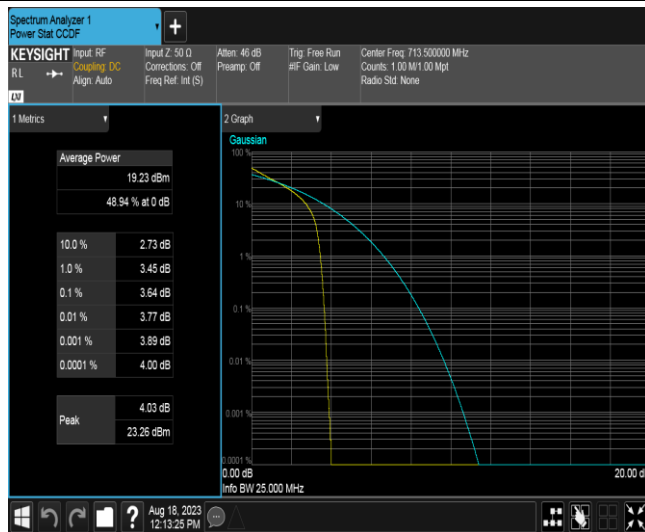 Spectrum Analyzer 1
Power Stat CCDF
+
KEYSIGHT
RL
Input: RF
Coupling: DC
Align: Auto
Input Z: 50 Ω
Corrections: Off
Freq Ref: Int (S)
Atten: 46 dB
Preamp: Off
Trig: Free Run
#IF Gain: Low
Center Freq: 713.500000 MHz
Counts: 1.00 M/1.00 Mpt
Radio Std: None
1 Metrics
Average Power
19.23 dBm
48.94 % at 0 dB
10.0 % 2.73 dB
1.0 % 3.45 dB
0.1 % 3.64 dB
0.01 % 3.77 dB
0.001 % 3.89 dB
0.0001 % 4.00 dB
Peak
4.03 dB
23.26 dBm
2 Graph
Gaussian
100 %
10 %
1 %
0.1 %
0.01 %
0.001 %
0.0001 %
0.00 dB
20.00 d
Info BW 25.000 MHz
?
Aug 18, 2023
12:13:25 PM